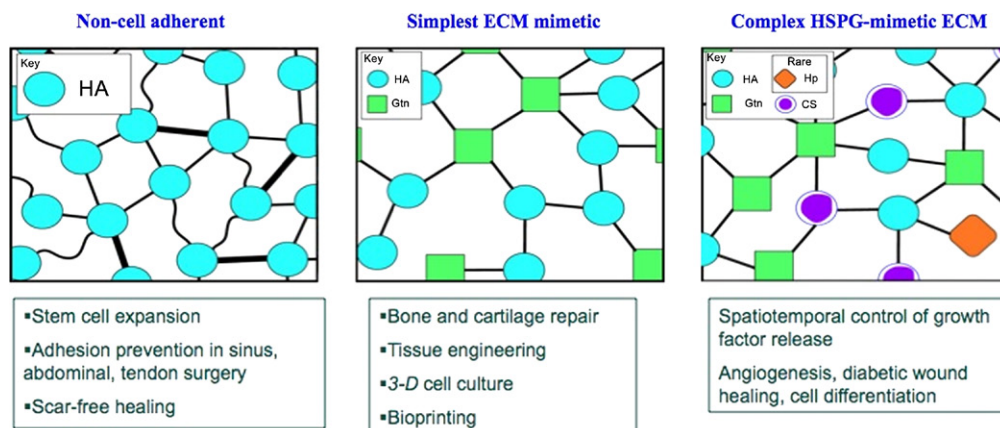 Non-cell adherent
Key
HA
▪Stem cell expansion
▪Adhesion prevention in sinus,
abdominal, tendon surgery
▪Scar-free healing
Simplest ECM mimetic
Key
HA
Gtn
▪Bone and cartilage repair
▪Tissue engineering
▪3-D cell culture
▪Bioprinting
Complex HSPG-mimetic ECM
Key
Rare
HA
Hp
Gtn
CS
Spatiotemporal control of growth
factor release
Angiogenesis, diabetic wound
healing, cell differentiation